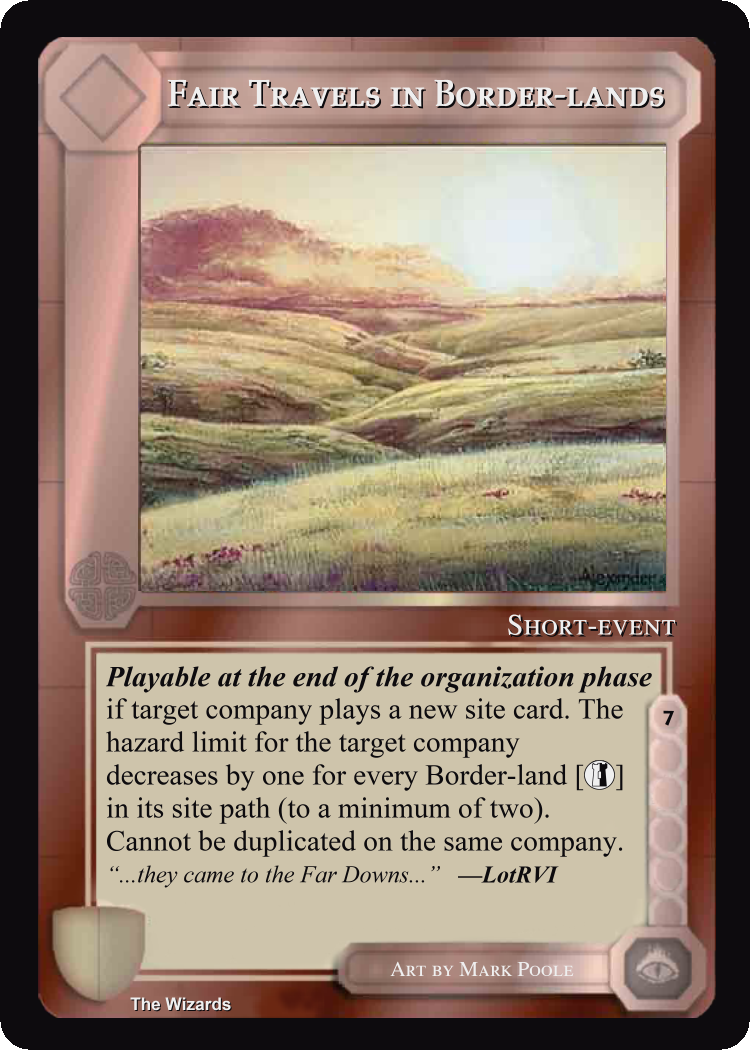 Fair Travels in Border-lands
Alexander
Short-event
Playable at the end of the organization phase
if target company plays a new site card. The
7
hazard limit for the target company
decreases by one for every Border-land [ ]
in its site path (to a minimum of two).
Cannot be duplicated on the same company.
“...they came to the Far Downs...” —LotRVI
Art by Mark Poole
The Wizards